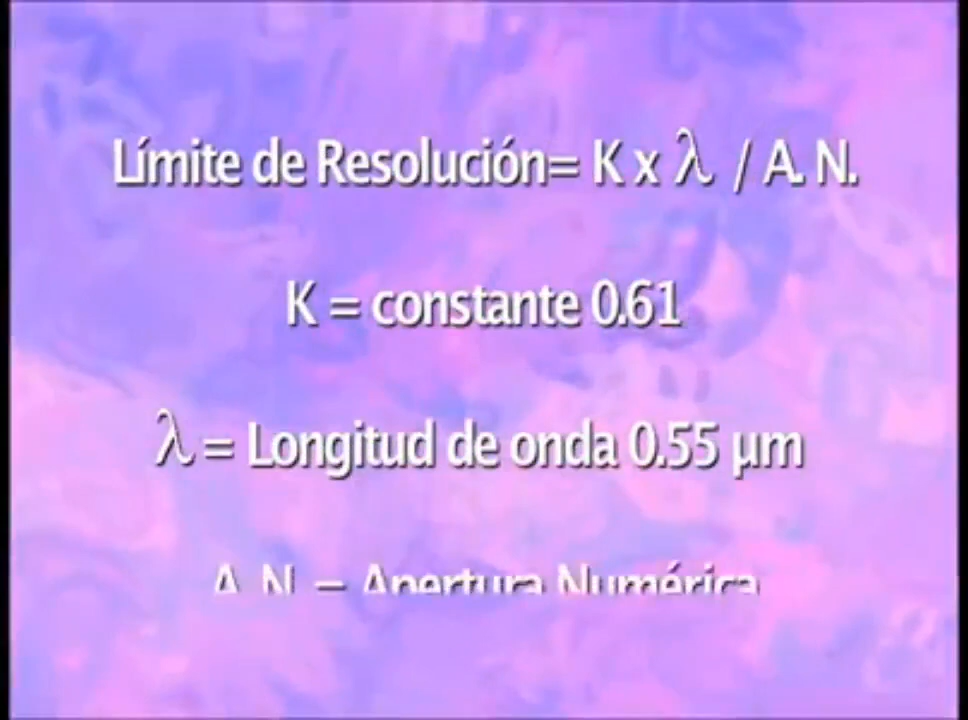 Límite de Resolución= K x λ / A. N.
K = constante 0.61
λ = Longitud de onda 0.55 µm
A. N. = Apertura Numérica